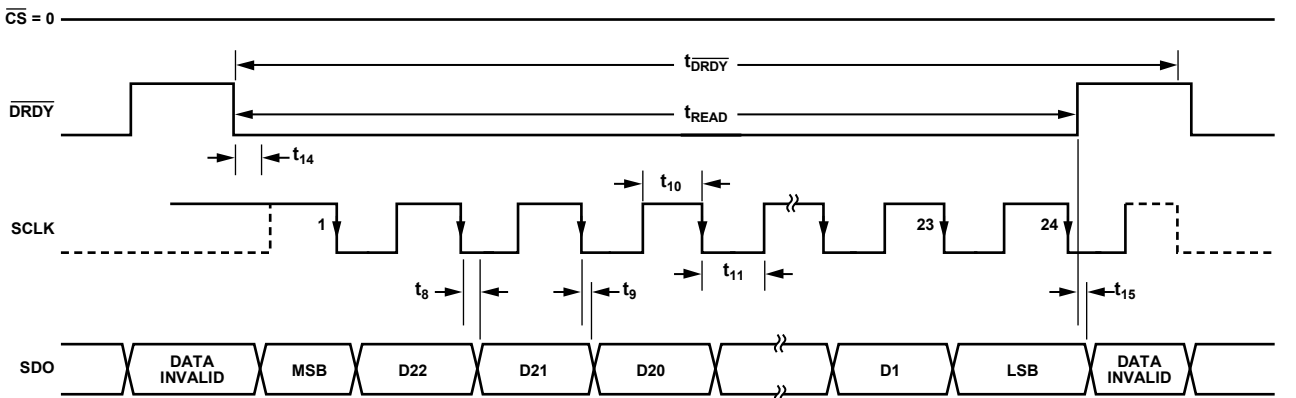 CS = 0
tDRDY
DRDY
tREAD
t14
t10
SCLK
1
23
24
t11
t8
t9
t15
SDO
DATA INVALID
MSB
D22
D21
D20
D1
LSB
DATA INVALID